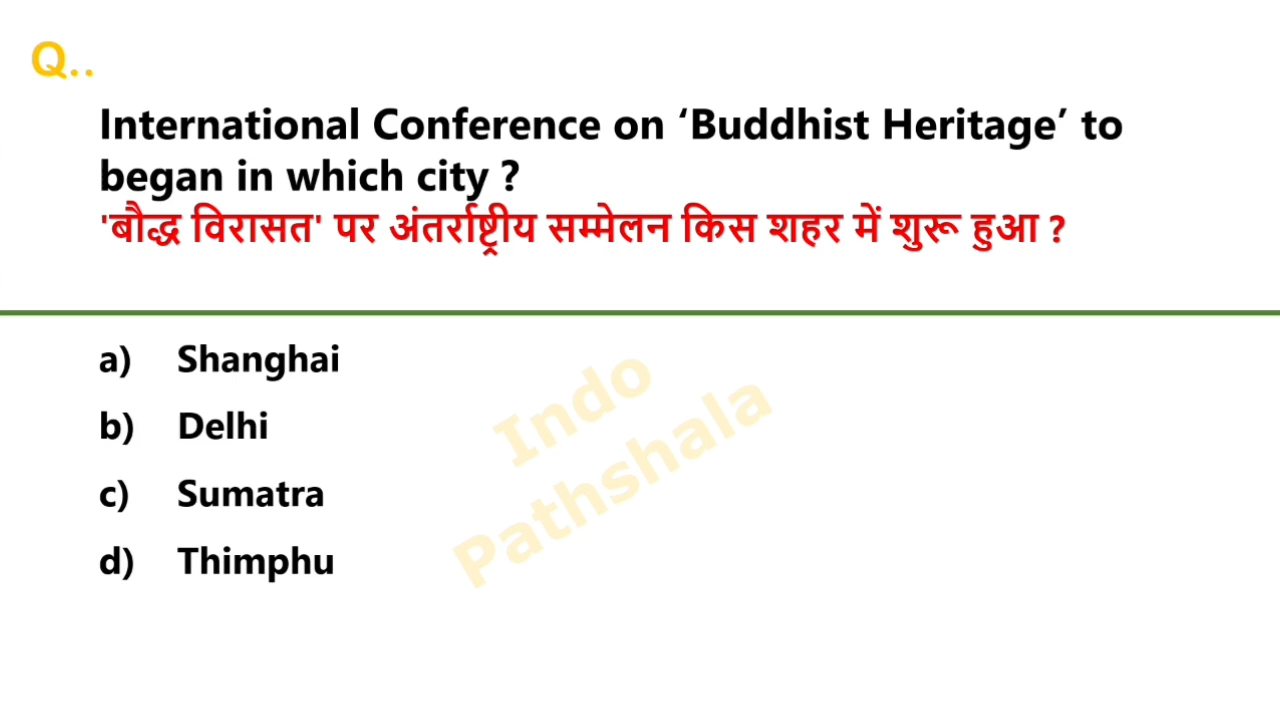 Q..
International Conference on ‘Buddhist Heritage’ to
began in which city ?
'बौद्ध विरासत' पर अंतर्राष्ट्रीय सम्मेलन किस शहर में शुरू हुआ ?
a) Shanghai
b) Delhi
c) Sumatra
d) Thimphu
Indo
Pathshala